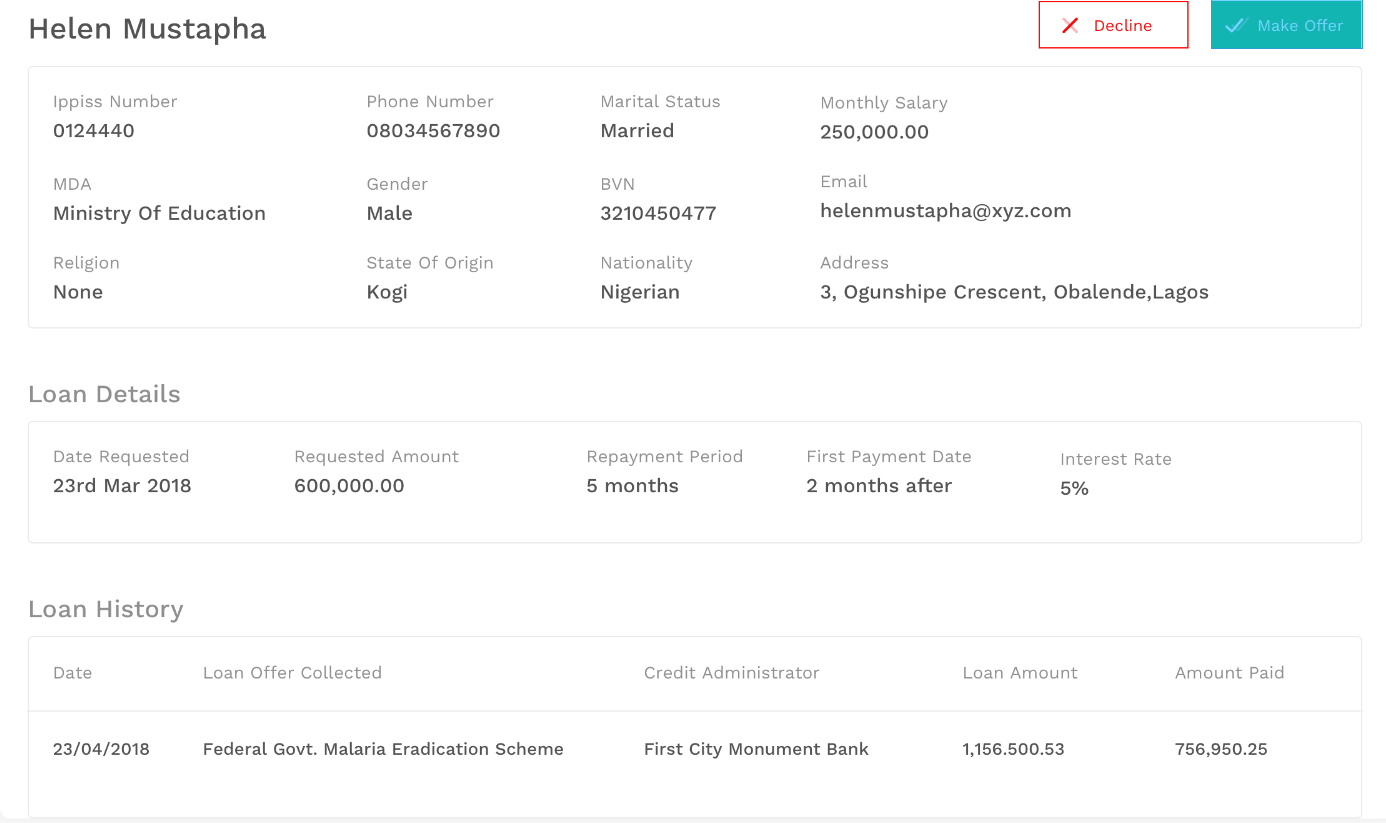 Helen Mustapha
Decline
Make Offer
Ippiss Number Phone Number Marital Status Monthly Salary
0124440 08034567890 Married 250,000.00
MDA Gender BVN Email
Ministry Of Education Male 3210450477 helenmustapha@xyz.com
Religion State Of Origin Nationality Address
None Kogi Nigerian 3, Ogunshipe Crescent, Obalende,Lagos
Loan Details
Date Requested Requested Amount Repayment Period First Payment Date Interest Rate
23rd Mar 2018 600,000.00 5 months 2 months after 5%
Loan History
Date Loan Offer Collected Credit Administrator Loan Amount Amount Paid
23/04/2018 Federal Govt. Malaria Eradication Scheme First City Monument Bank 1,156.500.53 756,950.25